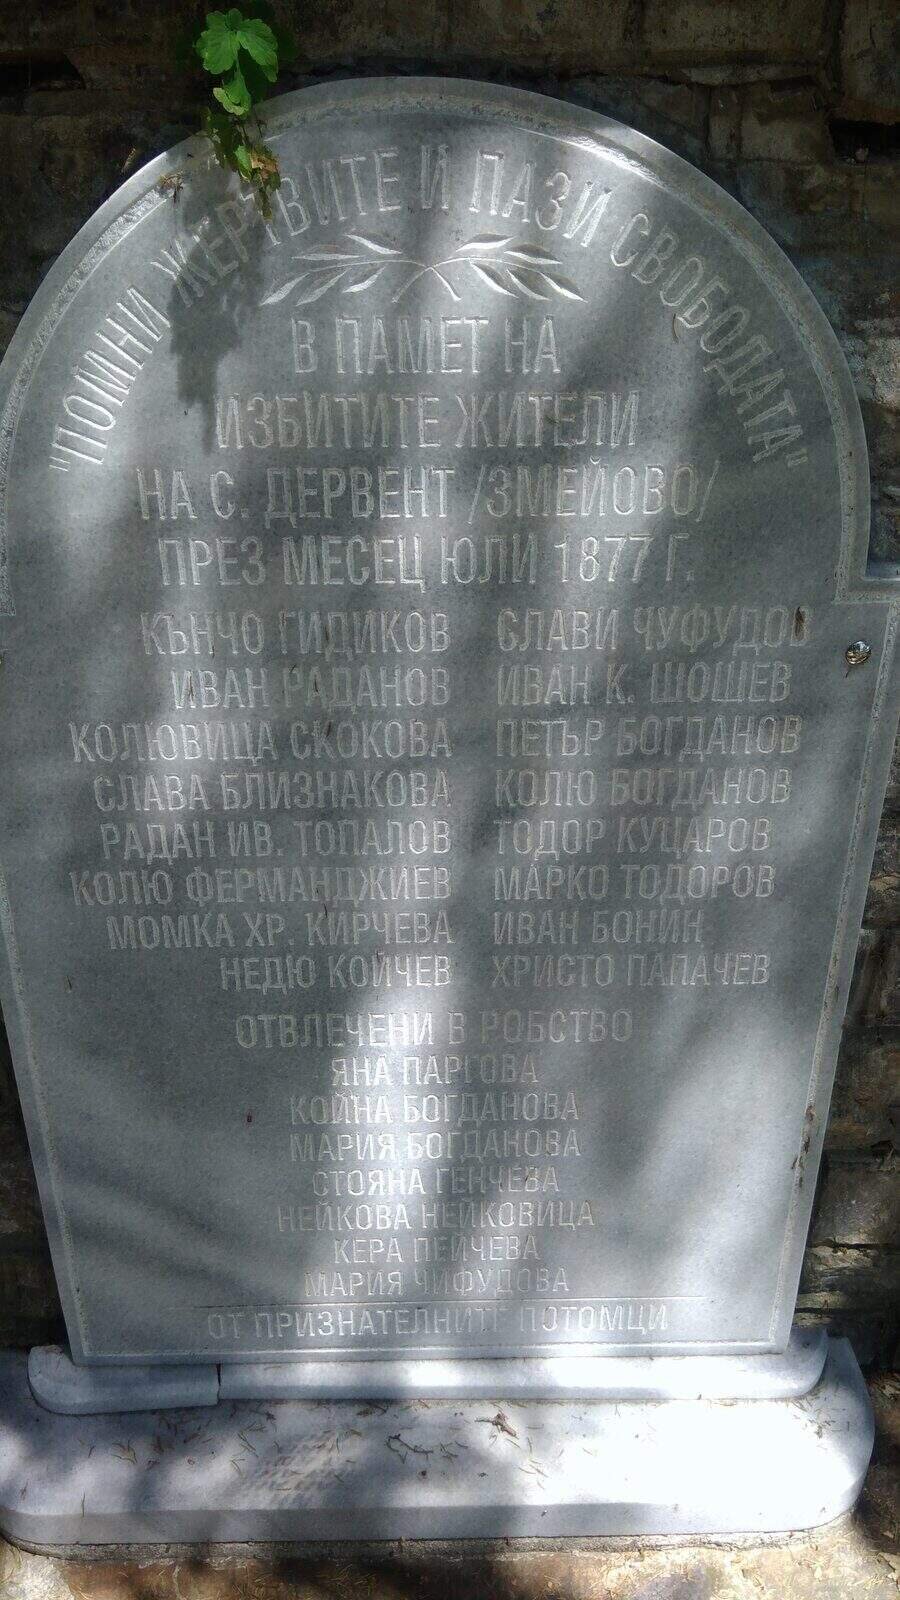 "ПОМНИ ЖЕРТВИТЕ И ПАЗИ СВОБОДАТА"
В ПАМЕТ НА
ИЗБИТИТЕ ЖИТЕЛИ
НА С. ДЕРВЕНТ /ЗМЕЙОВО/
ПРЕЗ МЕСЕЦ ЮЛИ 1877 Г.
КЪНЧО ГИДИКОВ СЛАВИ ЧУФУДОВ
ИВАН РАДАНОВ ИВАН К. ШОШЕВ
КОЛЮВИЦА СКОКОВА ПЕТЪР БОГДАНОВ
СЛАВА БЛИЗНАКОВА КОЛЮ БОГДАНОВ
РАДАН ИВ. ТОПАЛОВ ТОДОР КУЦАРОВ
КОЛЮ ФЕРМАНДЖИЕВ МАРКО ТОДОРОВ
МОМКА ХР. КИРЧЕВА ИВАН БОНИН
НЕДЮ КОЙЧЕВ ХРИСТО ПАПАЧЕВ
ОТВЛЕЧЕНИ В РОБСТВО
ЯНА ПАРГОВА
КОЙНА БОГДАНОВА
МАРИЯ БОГДАНОВА
СТОЯНА ГЕНЧЕВА
НЕЙКОВА НЕЙКОВИЦА
КЕРА ПЕЙЧЕВА
МАРИЯ ЧИФУДОВА
ОТ ПРИЗНАТЕЛНИТЕ ПОТОМЦИ